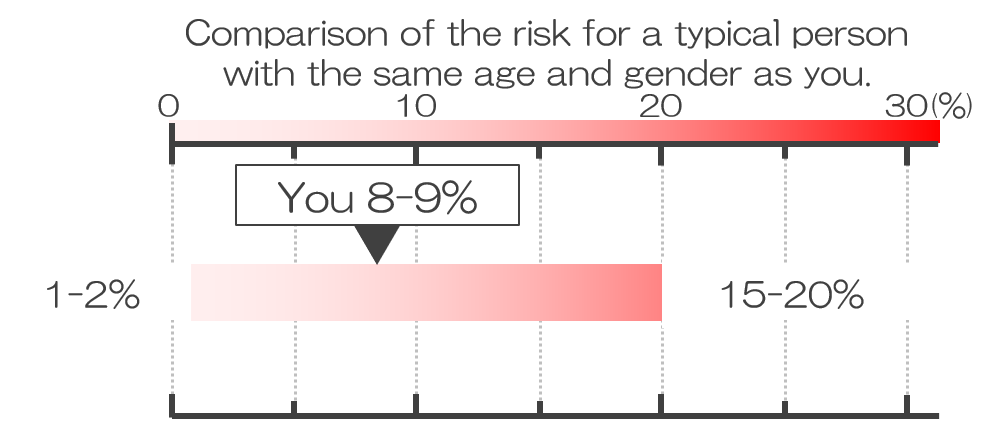 Comparison of the risk for a typical person
with the same age and gender as you.
0 10 20 30(%)
You 8-9%
1-2% 15-20%